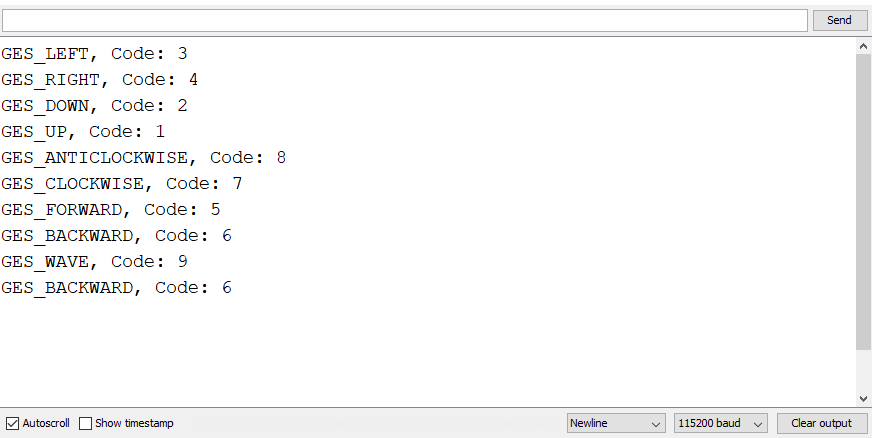 Send
GES_LEFT, Code: 3
GES_RIGHT, Code: 4
GES_DOWN, Code: 2
GES_UP, Code: 1
GES_ANTICLOCKWISE, Code: 8
GES_CLOCKWISE, Code: 7
GES_FORWARD, Code: 5
GES_BACKWARD, Code: 6
GES_WAVE, Code: 9
GES_BACKWARD, Code: 6
Autoscroll Show timestamp Newline 115200 baud Clear output